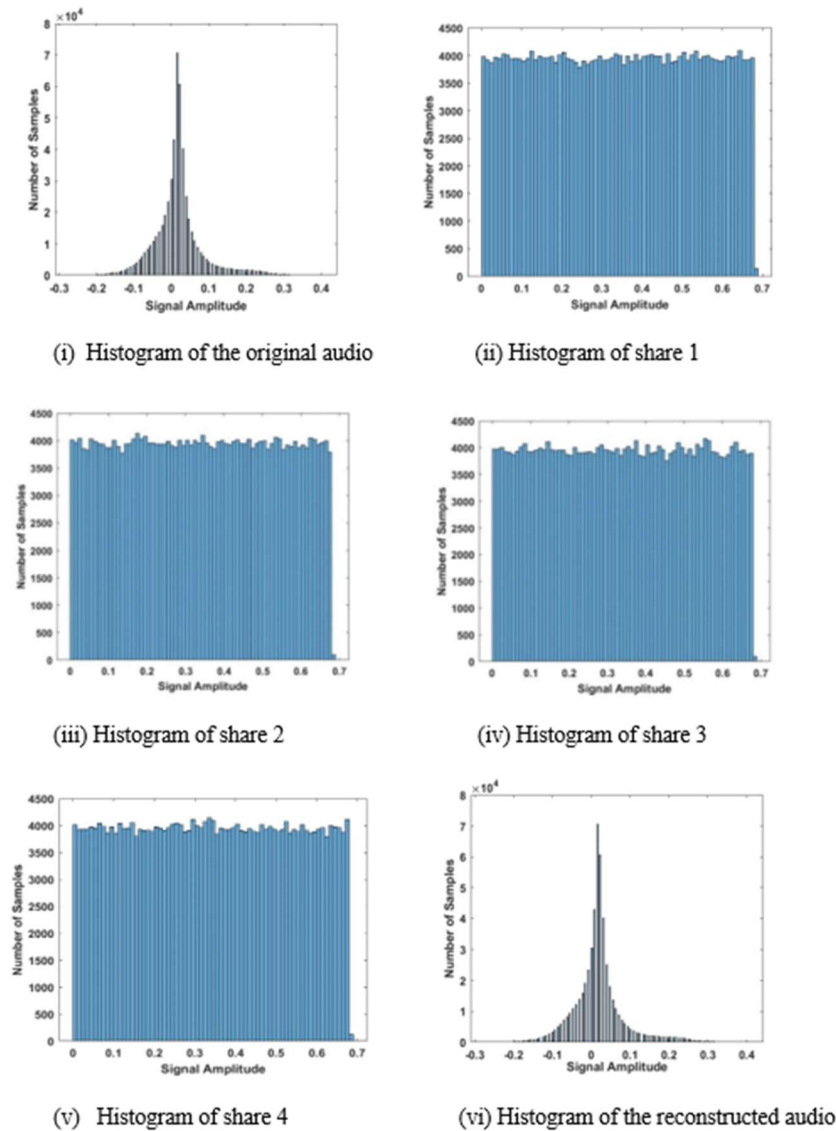 ×10⁴
8
7
6
5
4
3
2
1
0
Number of Samples
-0.3 -0.2 -0.1 0 0.1 0.2 0.3 0.4
Signal Amplitude
(i) Histogram of the original audio
4500
4000
3500
3000
2500
2000
1500
1000
500
0
Number of Samples
0 0.1 0.2 0.3 0.4 0.5 0.6 0.7
Signal Amplitude
(ii) Histogram of share 1
4500
4000
3500
3000
2500
2000
1500
1000
500
0
Number of Samples
0 0.1 0.2 0.3 0.4 0.5 0.6 0.7
Signal Amplitude
(iii) Histogram of share 2
4500
4000
3500
3000
2500
2000
1500
1000
500
0
Number of Samples
0 0.1 0.2 0.3 0.4 0.5 0.6 0.7
Signal Amplitude
(iv) Histogram of share 3
4500
4000
3500
3000
2500
2000
1500
1000
500
0
Number of Samples
0 0.1 0.2 0.3 0.4 0.5 0.6 0.7
Signal Amplitude
(v) Histogram of share 4
×10⁴
8
7
6
5
4
3
2
1
0
Number of Samples
-0.3 -0.2 -0.1 0 0.1 0.2 0.3 0.4
Signal Amplitude
(vi) Histogram of the reconstructed audio